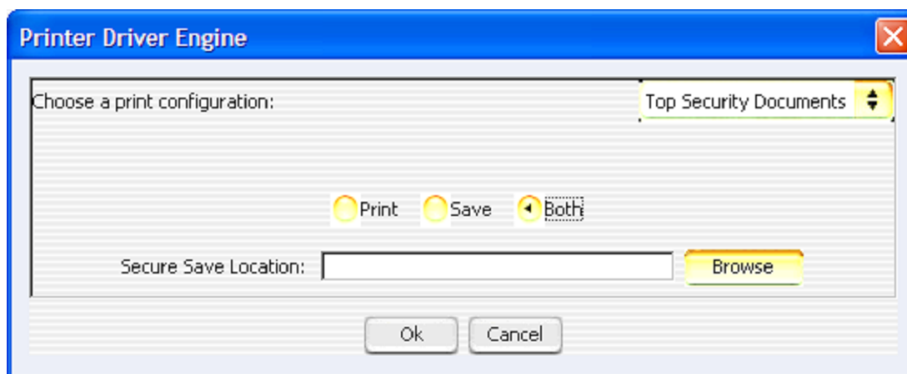 Printer Driver Engine
Choose a print configuration: Top Security Documents
Print Save Both
Secure Save Location: Browse
Ok Cancel